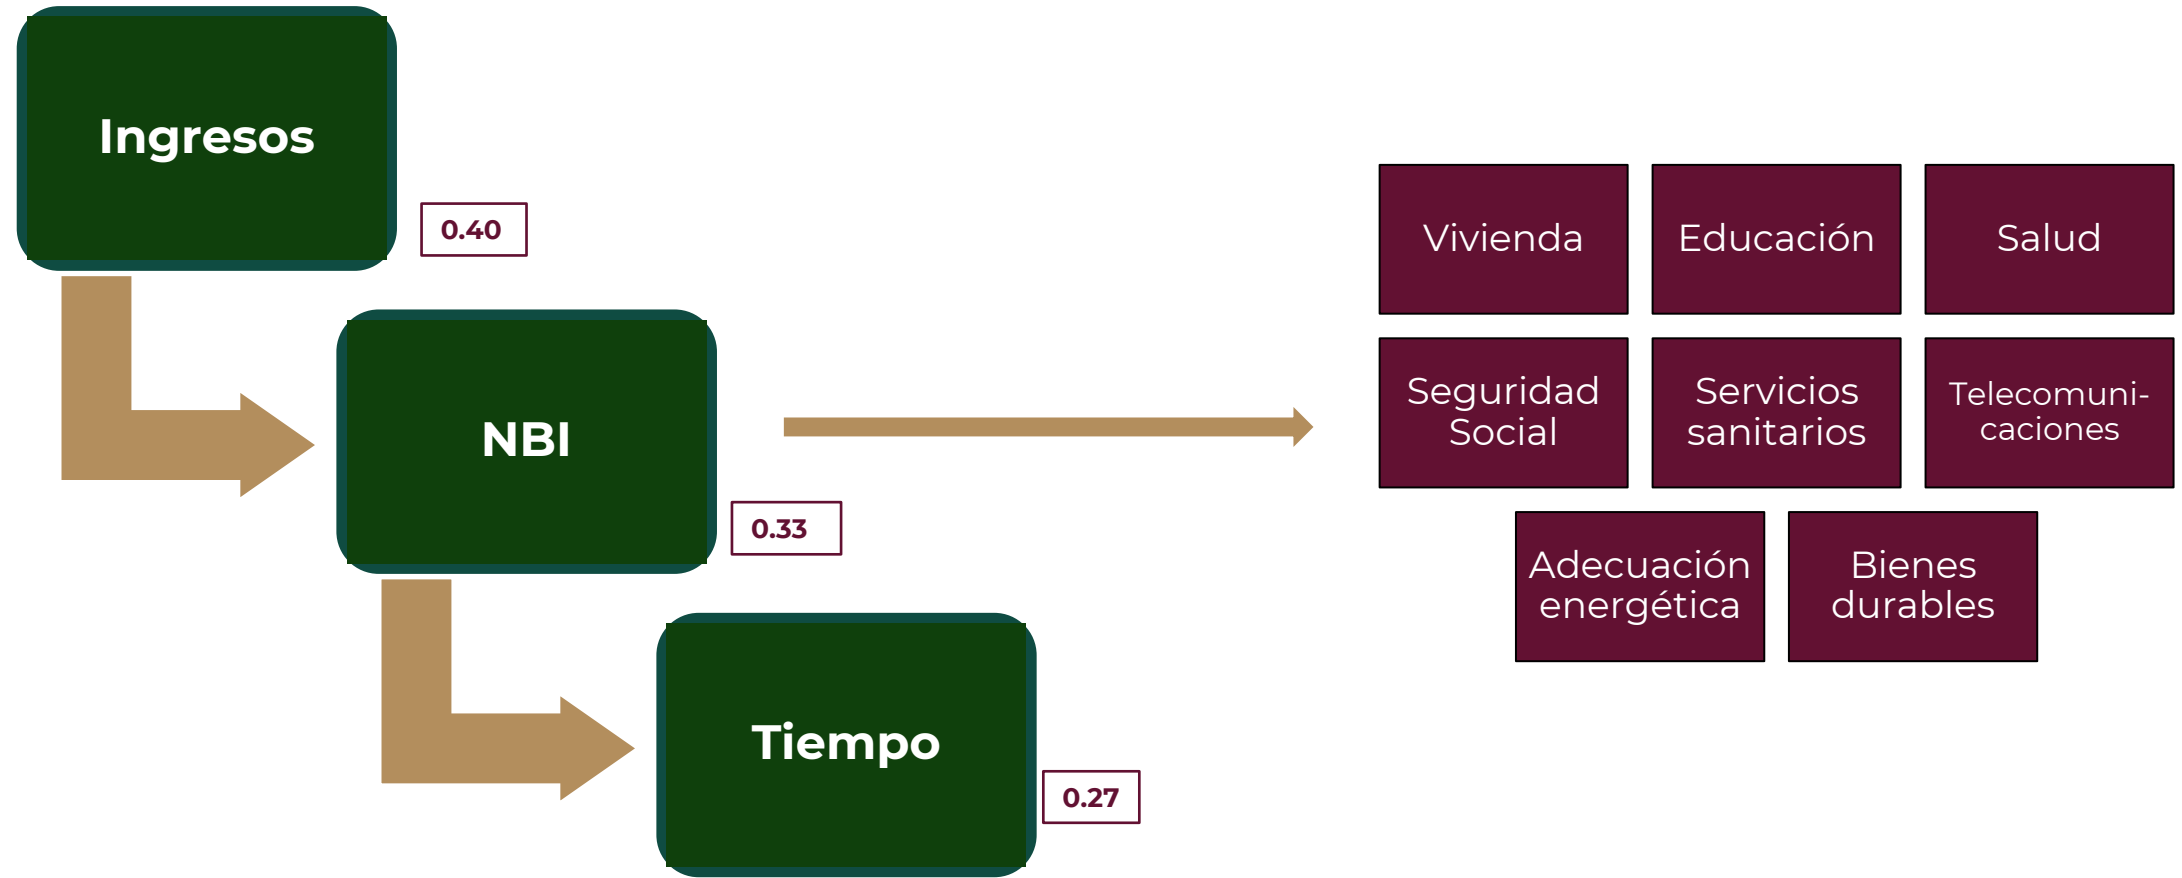 Ingresos
0.40
NBI
0.33
Tiempo
0.27
Vivienda
Educación
Salud
Seguridad
Social
Servicios
sanitarios
Telecomuni-
caciones
Adecuación
energética
Bienes
durables